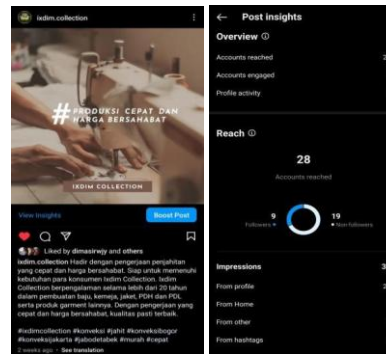 ixdim.collection
#PRODUKSI CEPAT DAN
HARGA BERSAHABAT
IXDIM COLLECTION
View Insights
Boost Post
Liked by dimasirwjy and others
ixdim.collection Hadir dengan pengerjaan penjahitan
yang cepat dan harga bersahabat. Siap untuk memenuhi
kebutuhan para konsumen Ixdim Collection. Ixdim
Collection berpengalaman selama lebih dari 20 tahun
dalam pembuatan baju, kemeja, jaket, PDH dan PDL
serta produk garment lainnya. Dengan pengerjaan yang
cepat dan harga bersahabat, kualitas pasti terbaik.
#ixdimcollection #konveksi #jahit #konveksibogor
#konveksijakarta #jabodetabek #murah #cepat
2 weeks ago • See translation
Post insights
Overview
Accounts reached 2
Accounts engaged
Profile activity
Reach
28
Accounts reached
9
Followers
19
Non-followers
Impressions 3
From profile 2
From Home
From other
From hashtags